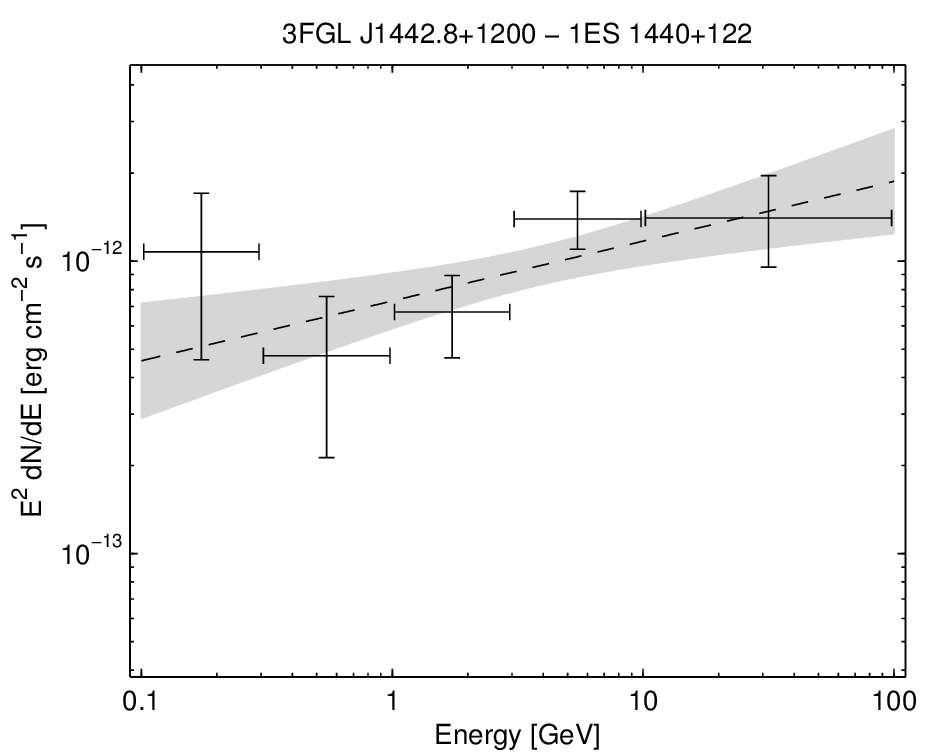 3FGL J1442.8+1200 − 1ES 1440+122
E² dN/dE [erg cm⁻² s⁻¹]
10⁻¹²
10⁻¹³
0.1 1 10 100
Energy [GeV]